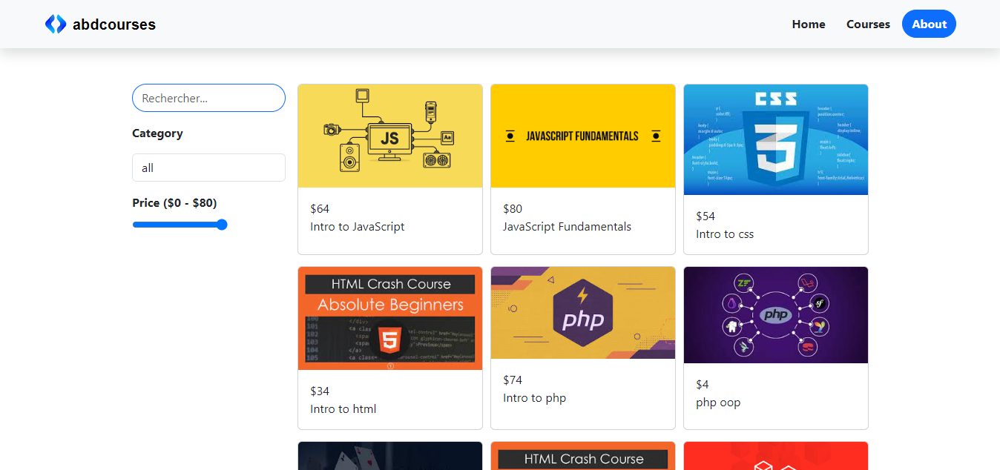 abdcourses
Home
Courses
About
Rechercher...
Category
all
Price ($0 - $80)
JS
Aa
$64
Intro to JavaScript
JAVASCRIPT FUNDAMENTALS
$80
JavaScript Fundamentals
CSS
3
$54
Intro to css
HTML Crash Course
Absolute Beginners
5
$34
Intro to html
php
$74
Intro to php
php
$4
php oop
HTML Crash Course